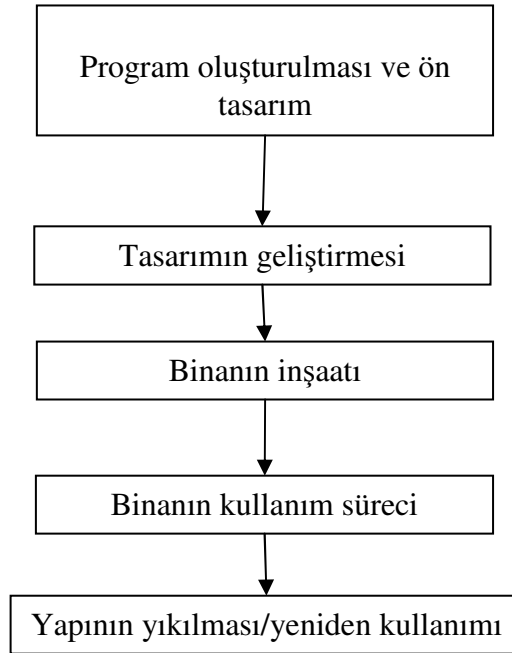 Program oluşturulması ve ön
tasarım
Tasarımın geliştirmesi
Binanın inşaatı
Binanın kullanım süreci
Yapının yıkılması/yeniden kullanımı